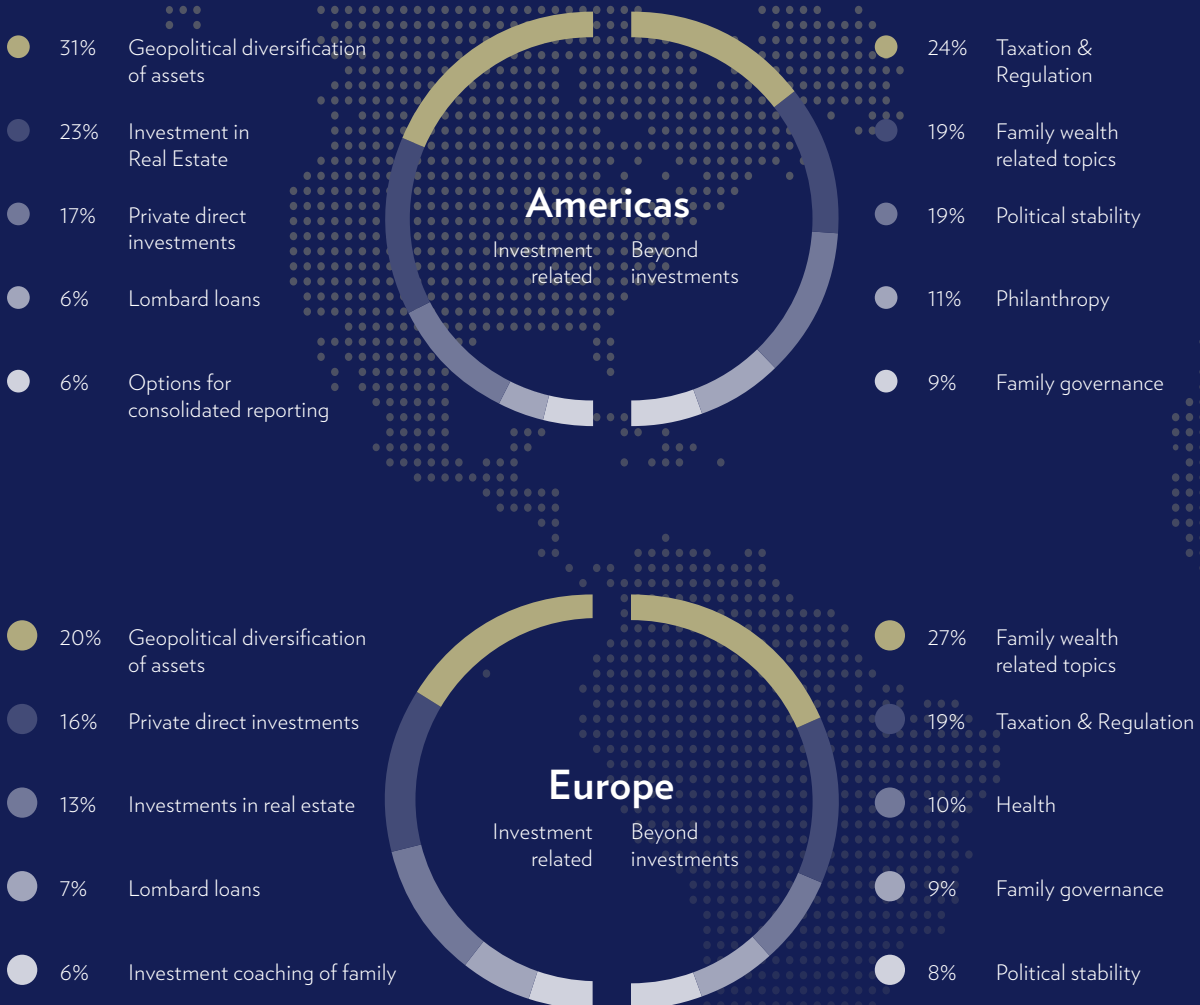 31% Geopolitical diversification
of assets
23% Investment in
Real Estate
17% Private direct
investments
6% Lombard loans
6% Options for
consolidated reporting
Americas
Investment
related
Beyond
investments
24% Taxation &
Regulation
19% Family wealth
related topics
19% Political stability
11% Philanthropy
9% Family governance
20% Geopolitical diversification
of assets
16% Private direct investments
13% Investments in real estate
7% Lombard loans
6% Investment coaching of family
Europe
Investment
related
Beyond
investments
27% Family wealth
related topics
19% Taxation & Regulation
10% Health
9% Family governance
8% Political stability